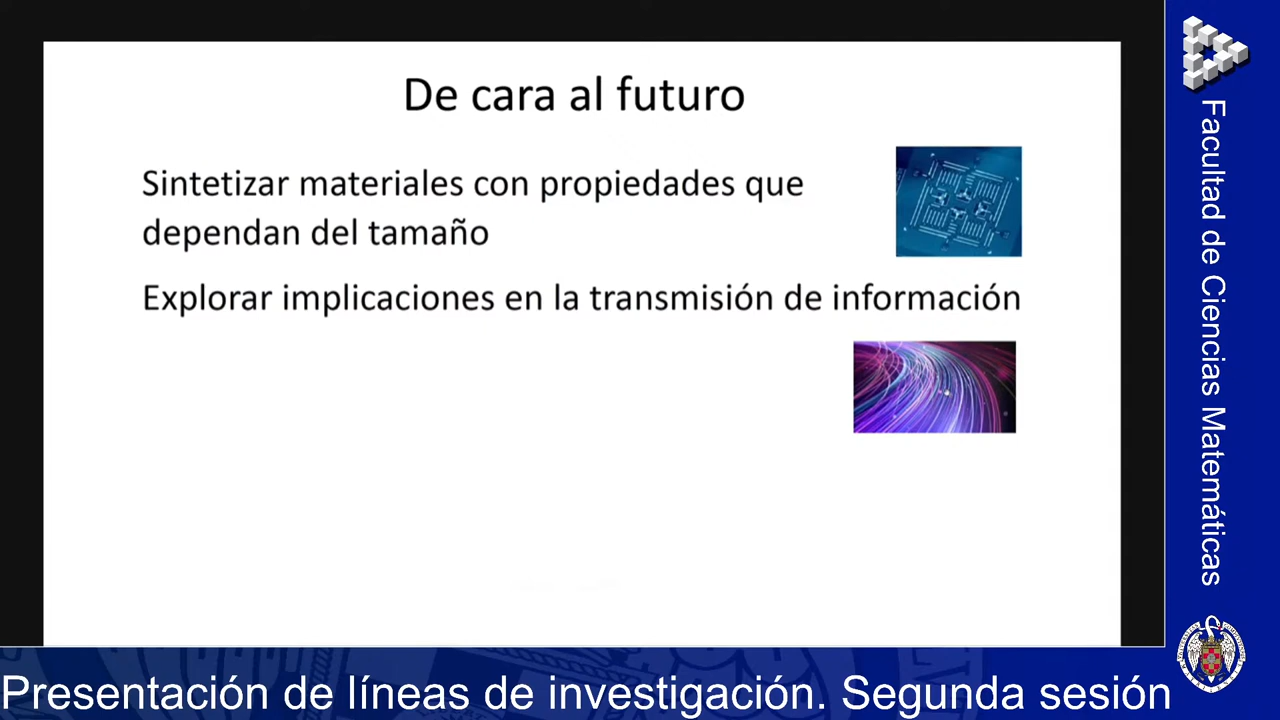 De cara al futuro
Sintetizar materiales con propiedades que
dependan del tamaño
Explorar implicaciones en la transmisión de información
Facultad de Ciencias Matemáticas
Presentación de líneas de investigación. Segunda sesión